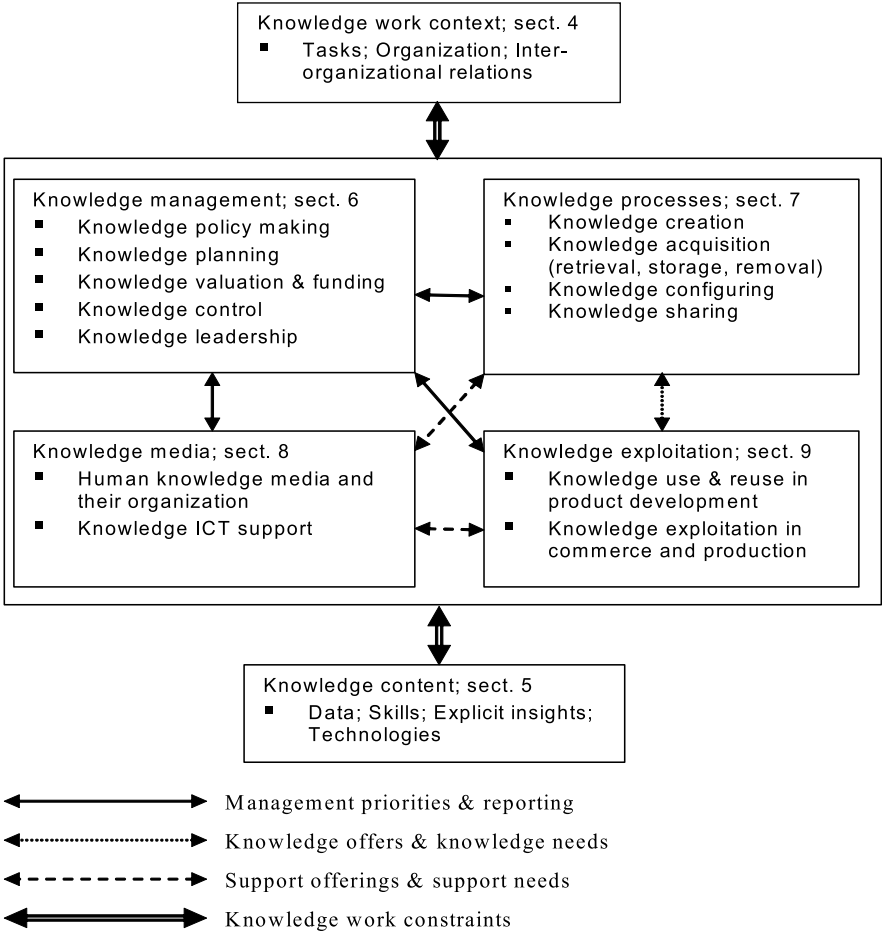 Knowledge work context; sect. 4
▪ Tasks; Organization; Inter-
organizational relations
Knowledge management; sect. 6
▪ Knowledge policy making
▪ Knowledge planning
▪ Knowledge valuation & funding
▪ Knowledge control
▪ Knowledge leadership
Knowledge processes; sect. 7
▪ Knowledge creation
▪ Knowledge acquisition
(retrieval, storage, removal)
▪ Knowledge configuring
▪ Knowledge sharing
Knowledge media; sect. 8
▪ Human knowledge media and
their organization
▪ Knowledge ICT support
Knowledge exploitation; sect. 9
▪ Knowledge use & reuse in
product development
▪ Knowledge exploitation in
commerce and production
Knowledge content; sect. 5
▪ Data; Skills; Explicit insights;
Technologies
Management priorities & reporting
Knowledge offers & knowledge needs
Support offerings & support needs
Knowledge work constraints